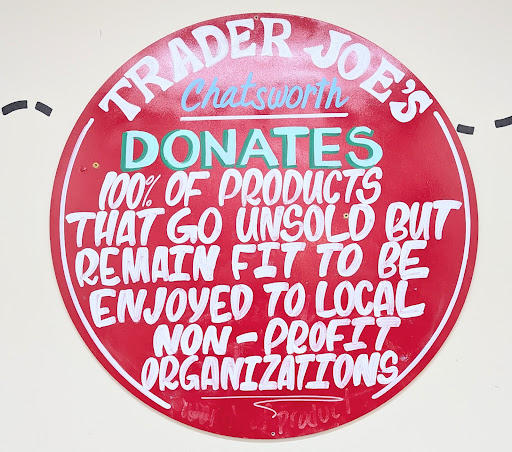 TRADER JOE'S
Chatsworth
DONATES
100% OF PRODUCTS
THAT GO UNSOLD BUT
REMAIN FIT TO BE
ENJOYED TO LOCAL
NON-PROFIT
ORGANIZATIONS